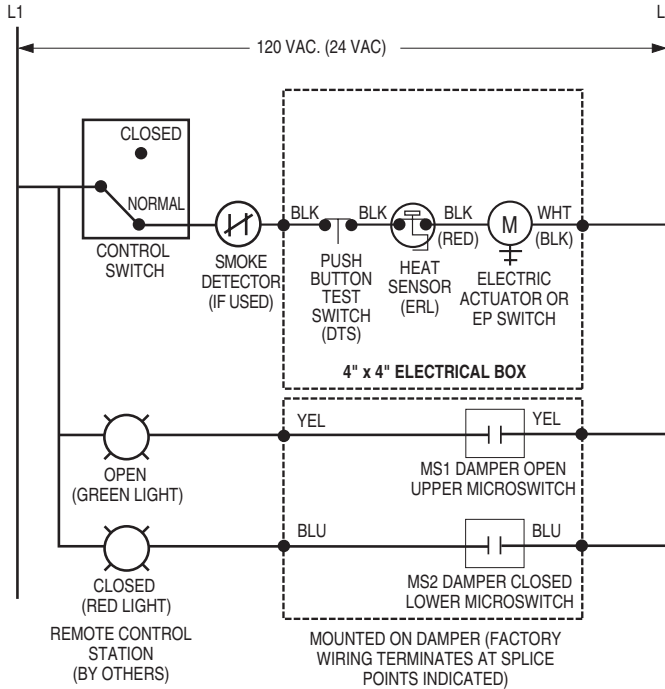 L1
L
120 VAC. (24 VAC)
CLOSED
NORMAL
CONTROL
SWITCH
SMOKE
DETECTOR
(IF USED)
BLK
BLK
BLK
(RED)
WHT
(BLK)
M
PUSH
BUTTON
TEST
SWITCH
(DTS)
HEAT
SENSOR
(ERL)
ELECTRIC
ACTUATOR OR
EP SWITCH
4" x 4" ELECTRICAL BOX
OPEN
(GREEN LIGHT)
YEL
YEL
MS1 DAMPER OPEN
UPPER MICROSWITCH
CLOSED
(RED LIGHT)
BLU
BLU
MS2 DAMPER CLOSED
LOWER MICROSWITCH
REMOTE CONTROL
STATION
(BY OTHERS)
MOUNTED ON DAMPER (FACTORY
WIRING TERMINATES AT SPLICE
POINTS INDICATED)